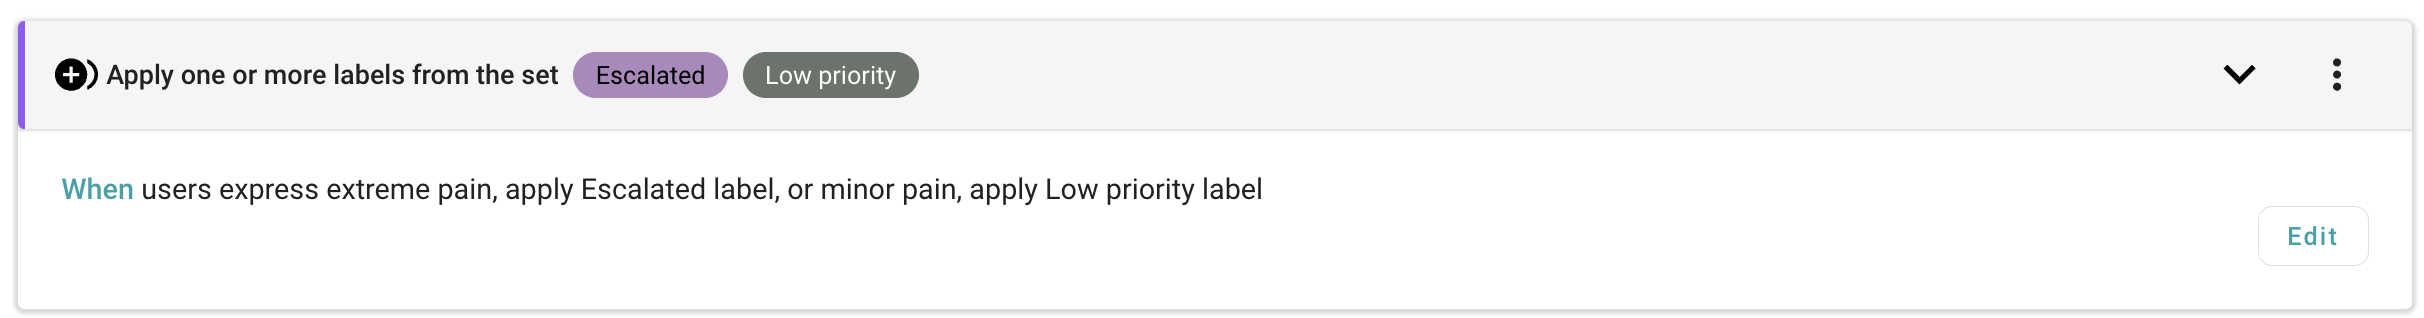 Apply one or more labels from the set Escalated Low priority
When users express extreme pain, apply Escalated label, or minor pain, apply Low priority label
Edit